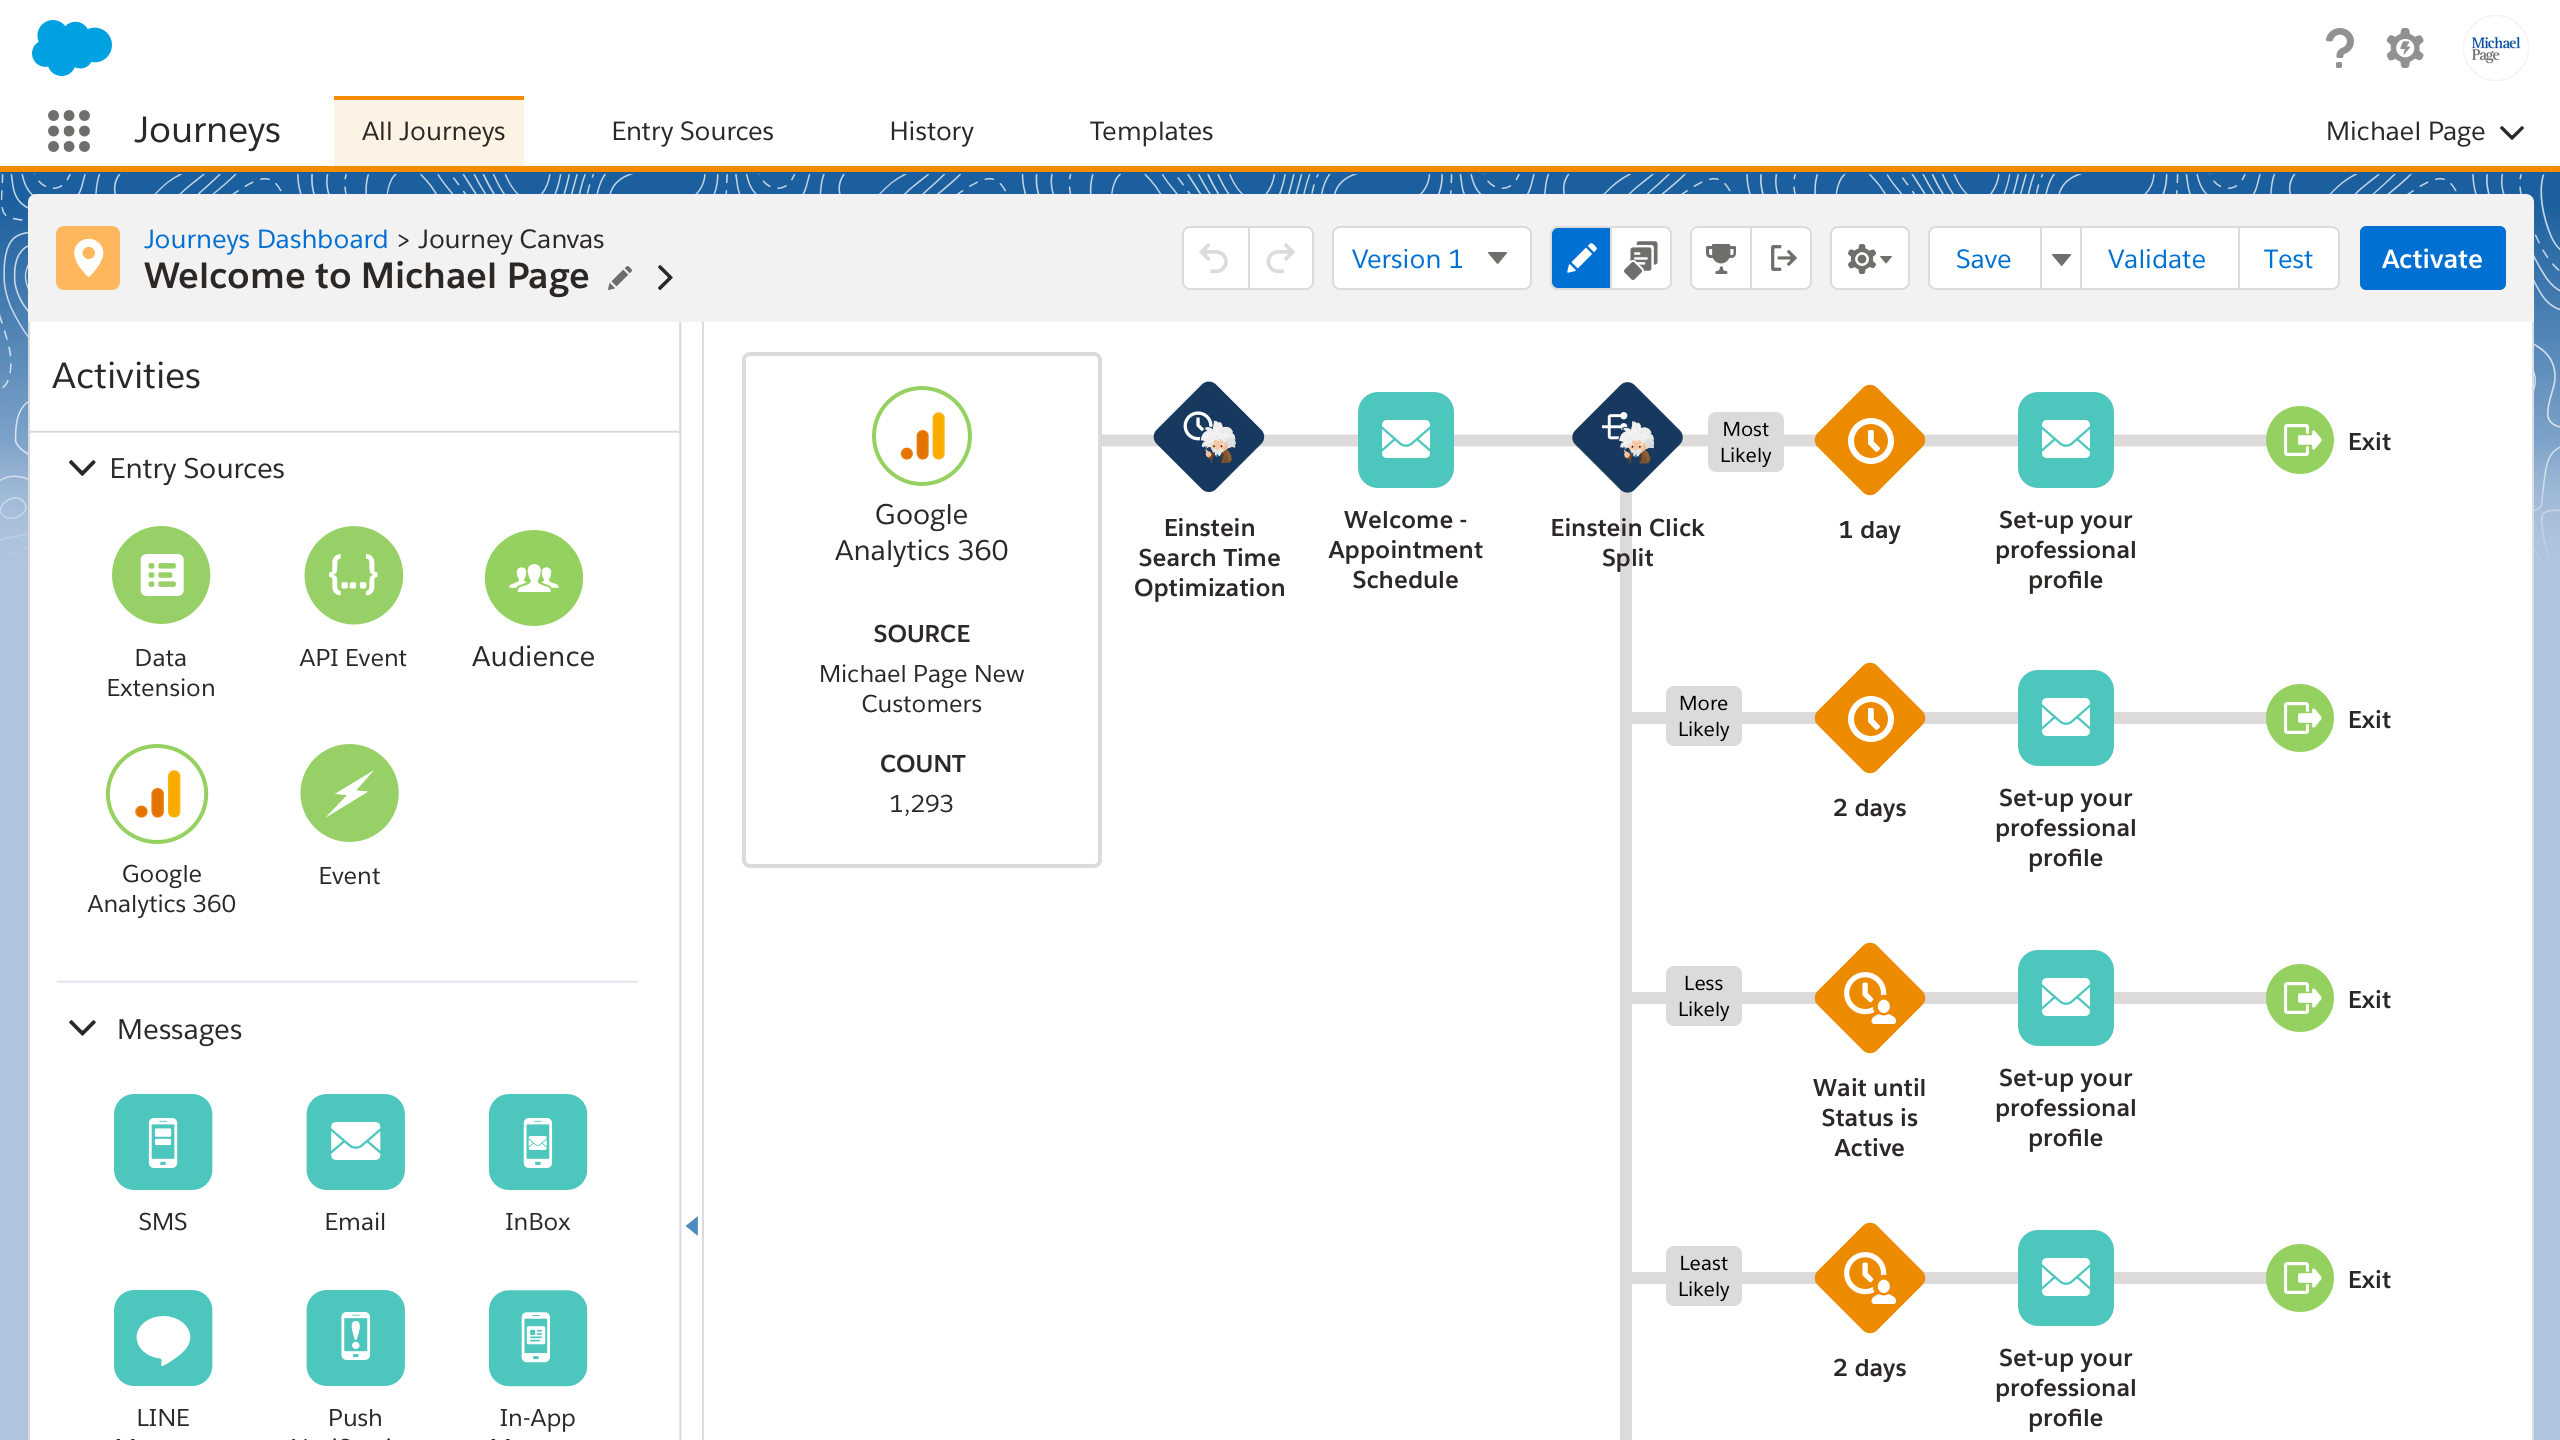 Michael
Page
Journeys
All Journeys
Entry Sources
History
Templates
Michael Page
Journeys Dashboard > Journey Canvas
Welcome to Michael Page
Version 1
Save
Validate
Test
Activate
Activities
Entry Sources
Data
Extension
API Event
Audience
Google
Analytics 360
Event
Messages
SMS
Email
InBox
LINE
Push
In-App
Google
Analytics 360
SOURCE
Michael Page New
Customers
COUNT
1,293
Einstein
Search Time
Optimization
Welcome -
Appointment
Schedule
Einstein Click
Split
Most
Likely
1 day
Set-up your
professional
profile
Exit
More
Likely
2 days
Set-up your
professional
profile
Exit
Less
Likely
Wait until
Status is
Active
Set-up your
professional
profile
Exit
Least
Likely
2 days
Set-up your
professional
profile
Exit